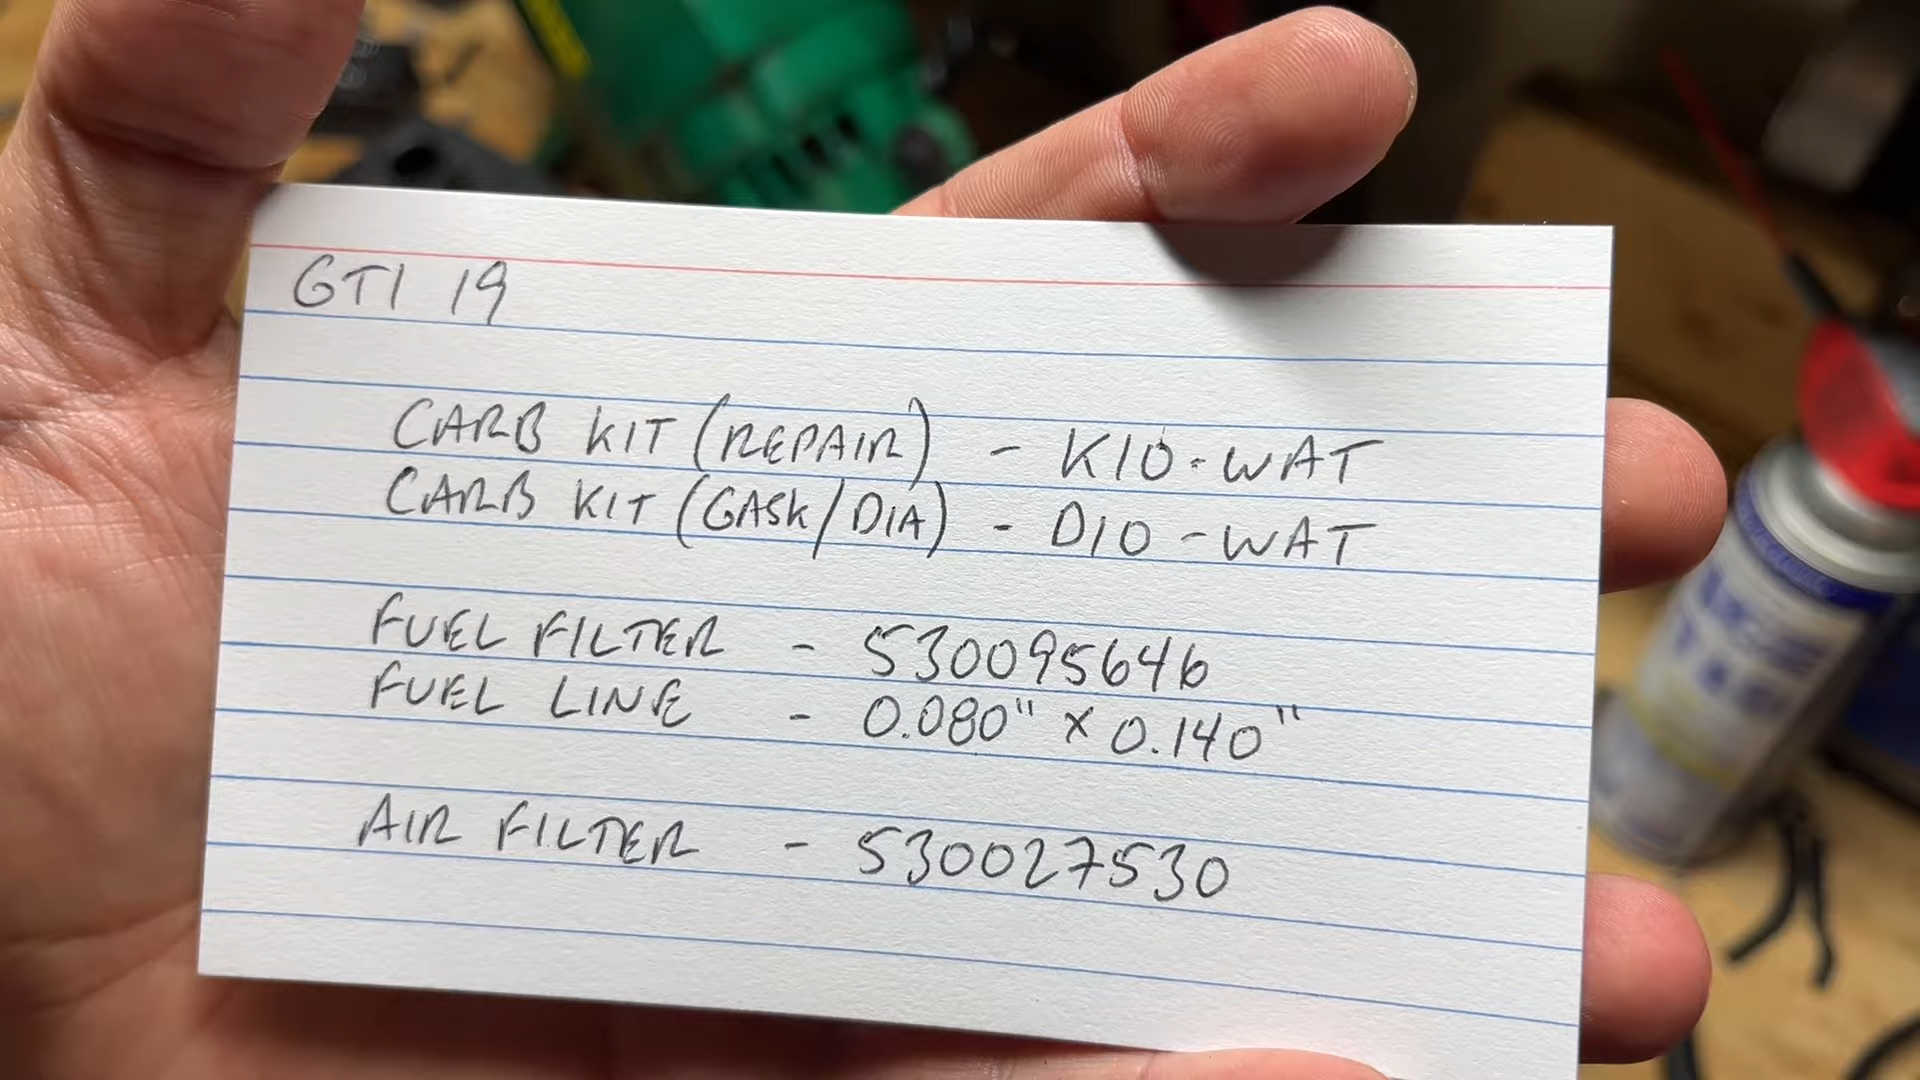 GTI 19
CARB KIT (REPAIR) - K10-WAT
CARB KIT (GASK/DIA) - D10-WAT
FUEL FILTER - 530095646
FUEL LINE - 0.080" x 0.140"
AIR FILTER - 530027530